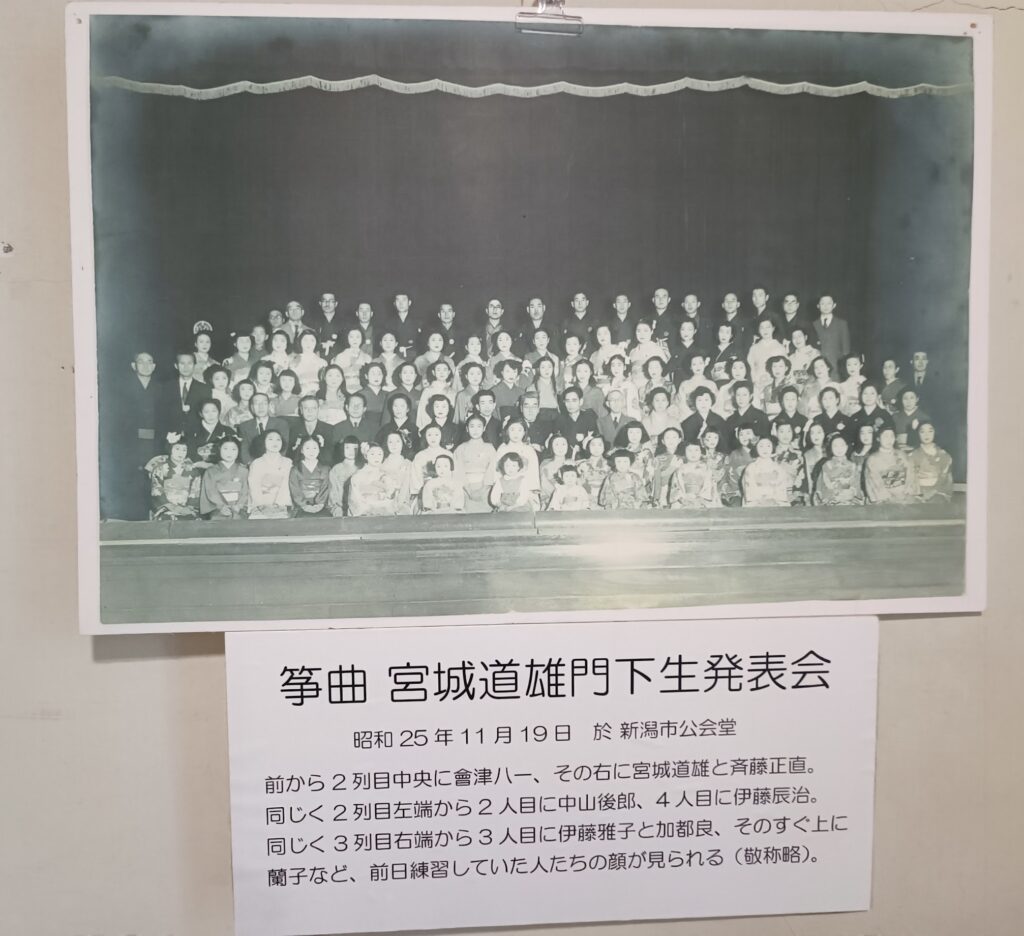 箏曲 宮城道雄門下生発表会
昭和 25 年 11 月 19 日　於 新潟市公会堂
前から 2 列目中央に會津八一、その右に宮城道雄と斉藤正直。
同じく 2 列目左端から 2 人目に中山後郎、4 人目に伊藤辰治。
同じく 3 列目右端から 3 人目に伊藤雅子と加都良、そのすぐ上に
蘭子など、前日練習していた人たちの顔が見られる（敬称略）。